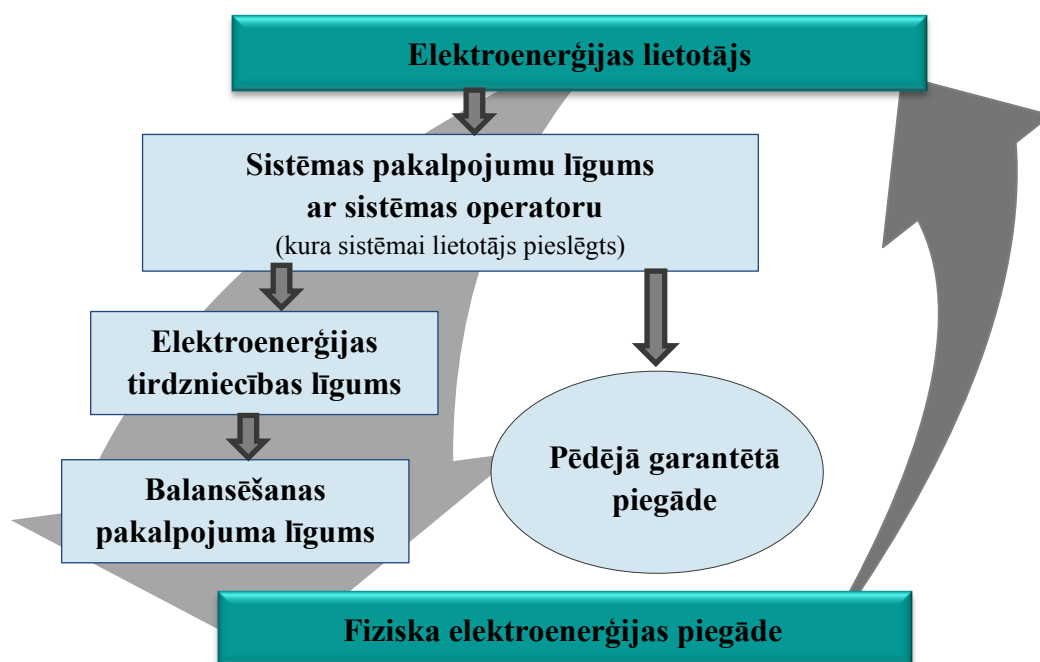 Elektroenerģijas lietotājs
Sistēmas pakalpojumu līgums
ar sistēmas operatoru
(kura sistēmai lietotājs pieslēgts)
Elektroenerģijas
tirdzniecības līgums
Pēdējā garantētā
piegāde
Balansēšanas
pakalpojuma līgums
Fiziska elektroenerģijas piegāde